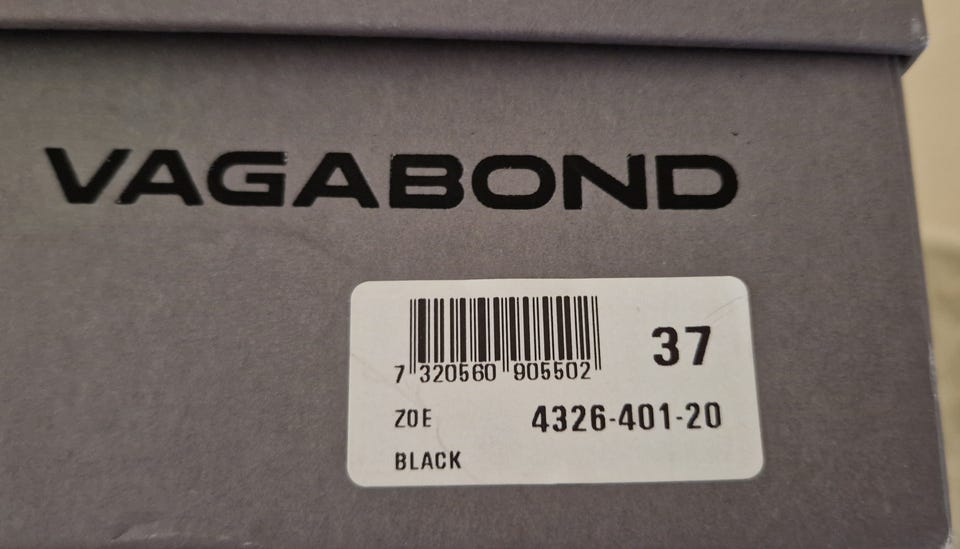 VAGABOND
37
7 320560 905502
ZOE 4326-401-20
BLACK